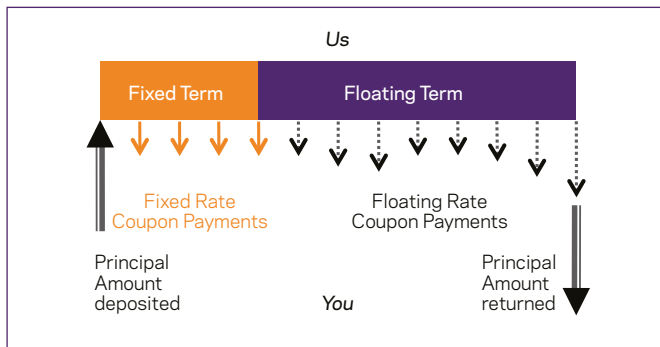 Us
Fixed Term
Floating Term
Fixed Rate
Coupon Payments
Floating Rate
Coupon Payments
Principal
Amount
deposited
You
Principal
Amount
returned